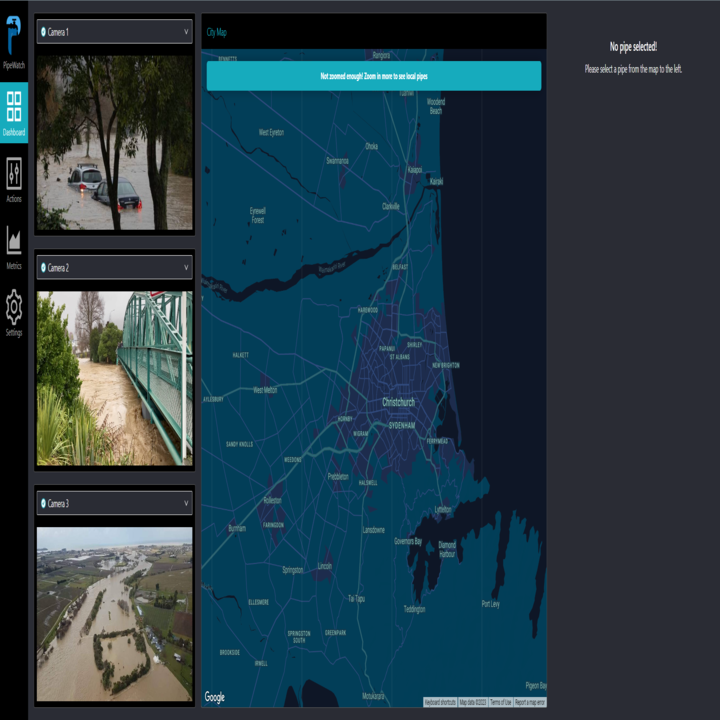 PipeWatch
Dashboard
Actions
Metrics
Settings
Camera 1
Camera 2
Camera 3
City Map
Rangiora
Not zoomed enough! Zoom in more to see local pipes
Woodend
Beach
West Eyreton
Ohoka
Swannanoa
Kaiapoi
Kairaki
Clarkville
Eyrewell
Forest
BELFAST
HAREWOOD
PAPANUI
SHIRLEY
ST ALBANS
HALKETT
NEW BRIGHTON
West Melton
AYLESBURY
Christchurch
HORNBY
SYDENHAM
WIGRAM
FERRYMEAD
SANDY KNOLLS
WEEDONS
Prebbleton
HALSWELL
Rolleston
Lyttelton
Burnham
FARINGDON
Lansdowne
Governors Bay
Diamond
Harbour
Springston
Lincoln
Tai Tapu
ELLESMERE
Teddington
Port Levy
SPRINGSTON
SOUTH
GREENPARK
BROOKSIDE
IRWELL
Pigeon Bay
Motukarara
Google
Keyboard shortcuts
Map data ©2023
Terms of Use
Report a map error
No pipe selected!
Please select a pipe from the map to the left.